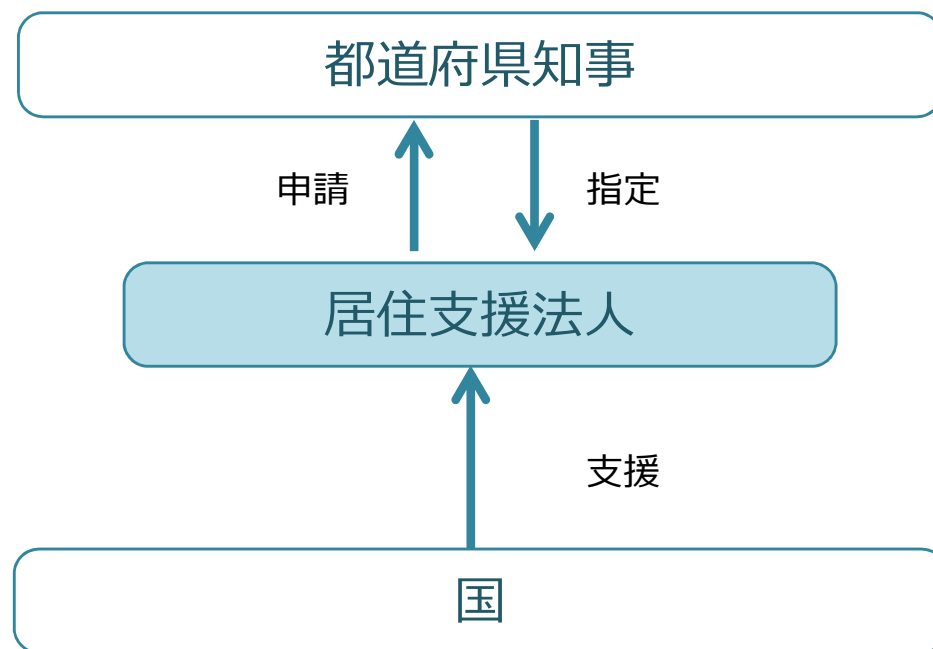 都道府県知事
申請
指定
居住支援法人
支援
国